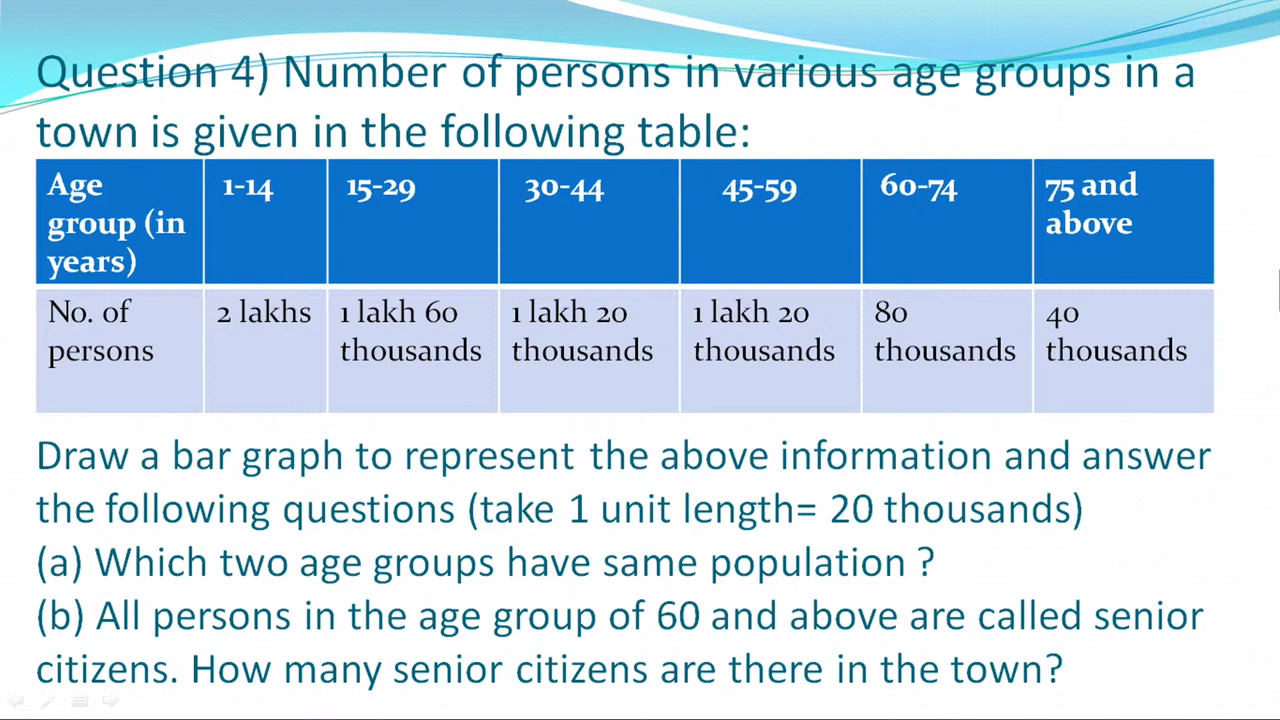 Question 4) Number of persons in various age groups in a
town is given in the following table:
Age group (in years) 1-14 15-29 30-44 45-59 60-74 75 and above
No. of persons 2 lakhs 1 lakh 60 thousands 1 lakh 20 thousands 1 lakh 20 thousands 80 thousands 40 thousands
Draw a bar graph to represent the above information and answer
the following questions (take 1 unit length= 20 thousands)
(a) Which two age groups have same population ?
(b) All persons in the age group of 60 and above are called senior
citizens. How many senior citizens are there in the town?